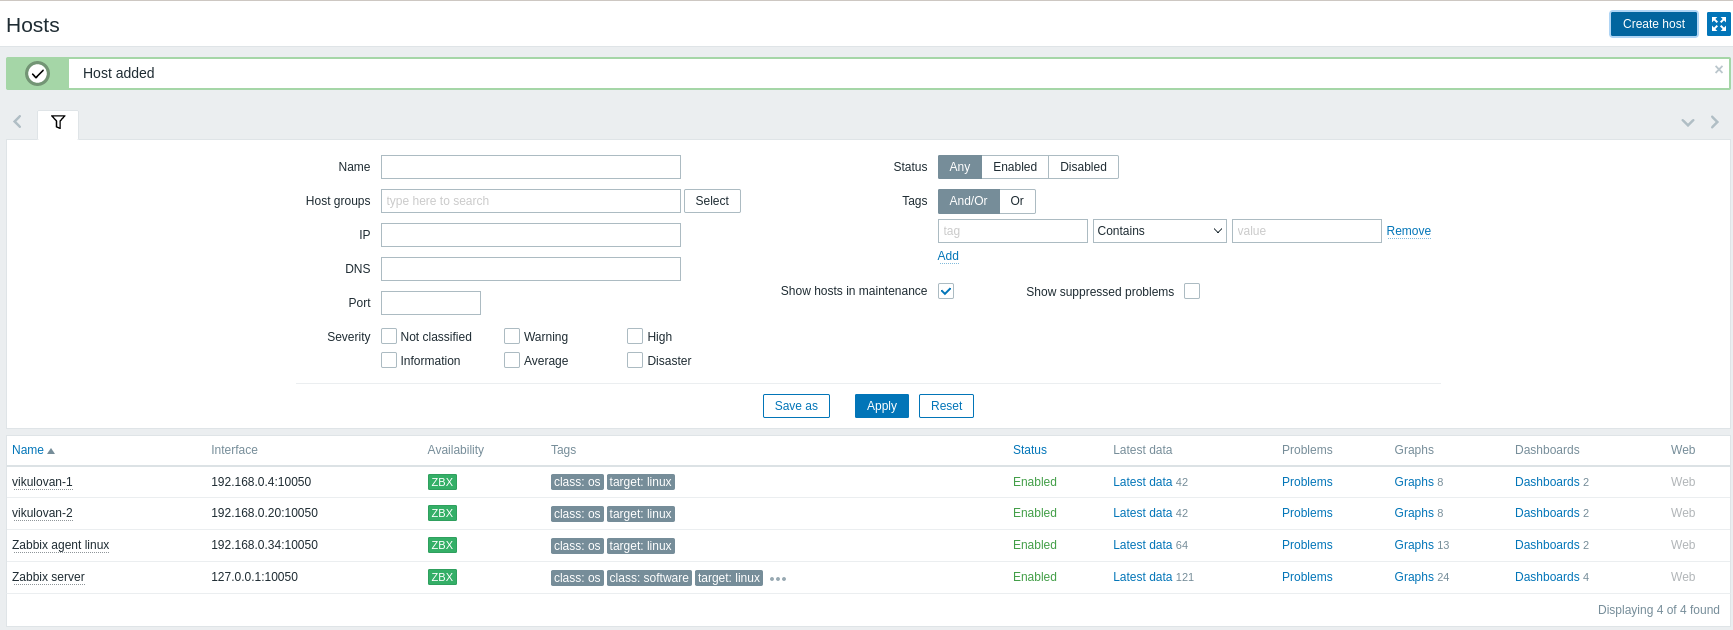 Hosts
Create host
Host added
Name
Status Any Enabled Disabled
Host groups type here to search Select
Tags And/Or Or
IP
tag Contains value Remove
Add
DNS
Show hosts in maintenance
Show suppressed problems
Port
Severity Not classified Warning High
Information Average Disaster
Save as Apply Reset
Name Interface Availability Tags Status Latest data Problems Graphs Dashboards Web
vikulovan-1 192.168.0.4:10050 ZBX class: os target: linux Enabled Latest data 42 Problems Graphs 8 Dashboards 2 Web
vikulovan-2 192.168.0.20:10050 ZBX class: os target: linux Enabled Latest data 42 Problems Graphs 8 Dashboards 2 Web
Zabbix agent linux 192.168.0.34:10050 ZBX class: os target: linux Enabled Latest data 64 Problems Graphs 13 Dashboards 2 Web
Zabbix server 127.0.0.1:10050 ZBX class: os class: software target: linux ••• Enabled Latest data 121 Problems Graphs 24 Dashboards 4 Web
Displaying 4 of 4 found